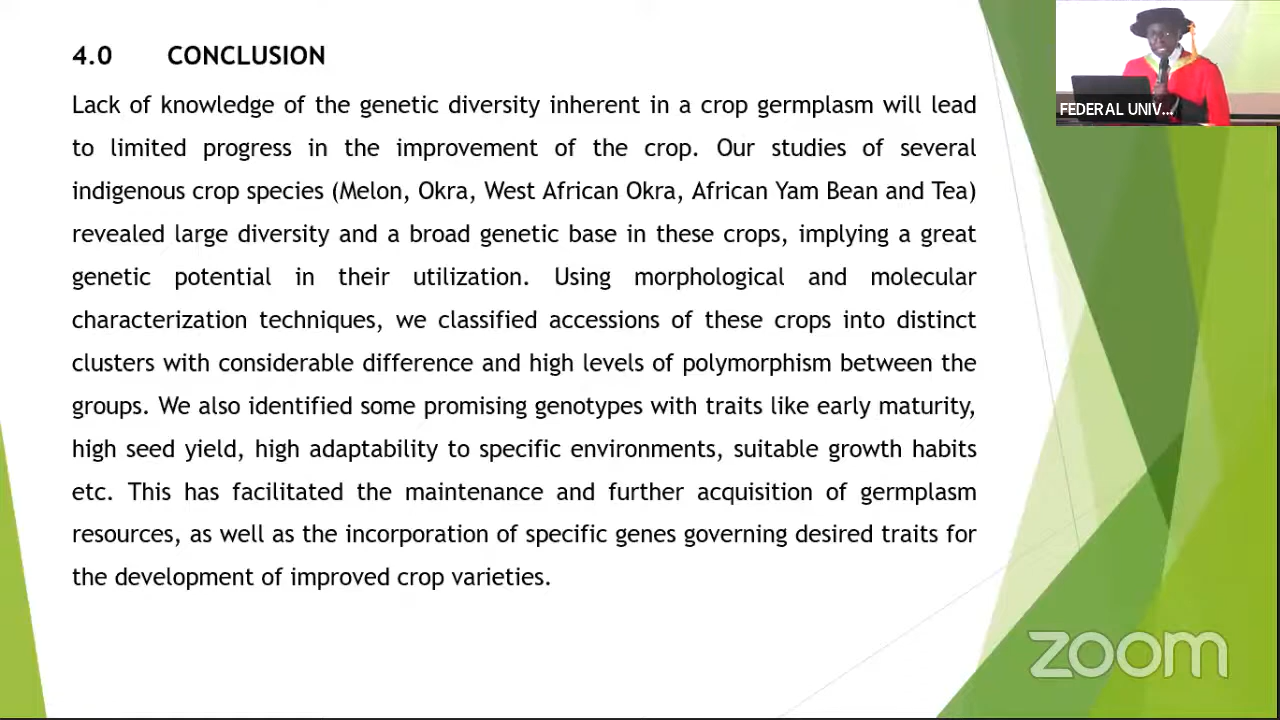 4.0 CONCLUSION
Lack of knowledge of the genetic diversity inherent in a crop germplasm will lead
to limited progress in the improvement of the crop. Our studies of several
indigenous crop species (Melon, Okra, West African Okra, African Yam Bean and Tea)
revealed large diversity and a broad genetic base in these crops, implying a great
genetic potential in their utilization. Using morphological and molecular
characterization techniques, we classified accessions of these crops into distinct
clusters with considerable difference and high levels of polymorphism between the
groups. We also identified some promising genotypes with traits like early maturity,
high seed yield, high adaptability to specific environments, suitable growth habits
etc. This has facilitated the maintenance and further acquisition of germplasm
resources, as well as the incorporation of specific genes governing desired traits for
the development of improved crop varieties.
FEDERAL UNIV...
zoom